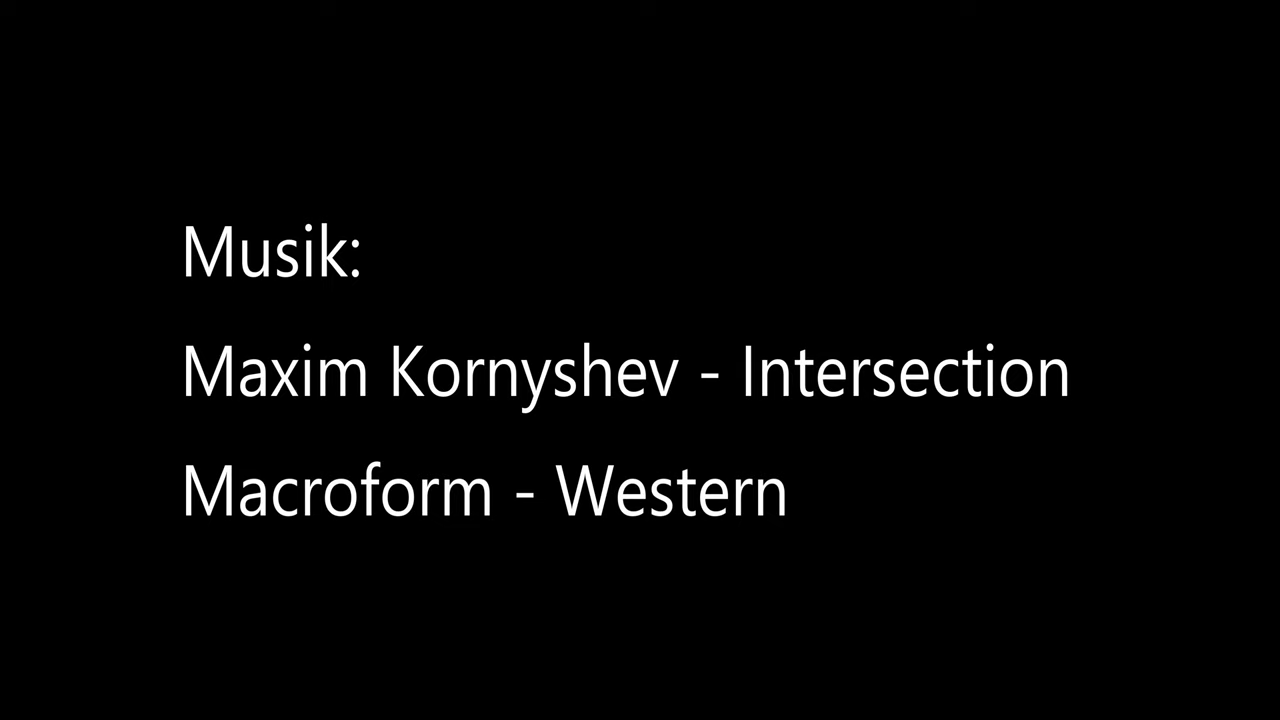 Musik:
Maxim Kornyshev - Intersection
Macroform - Western